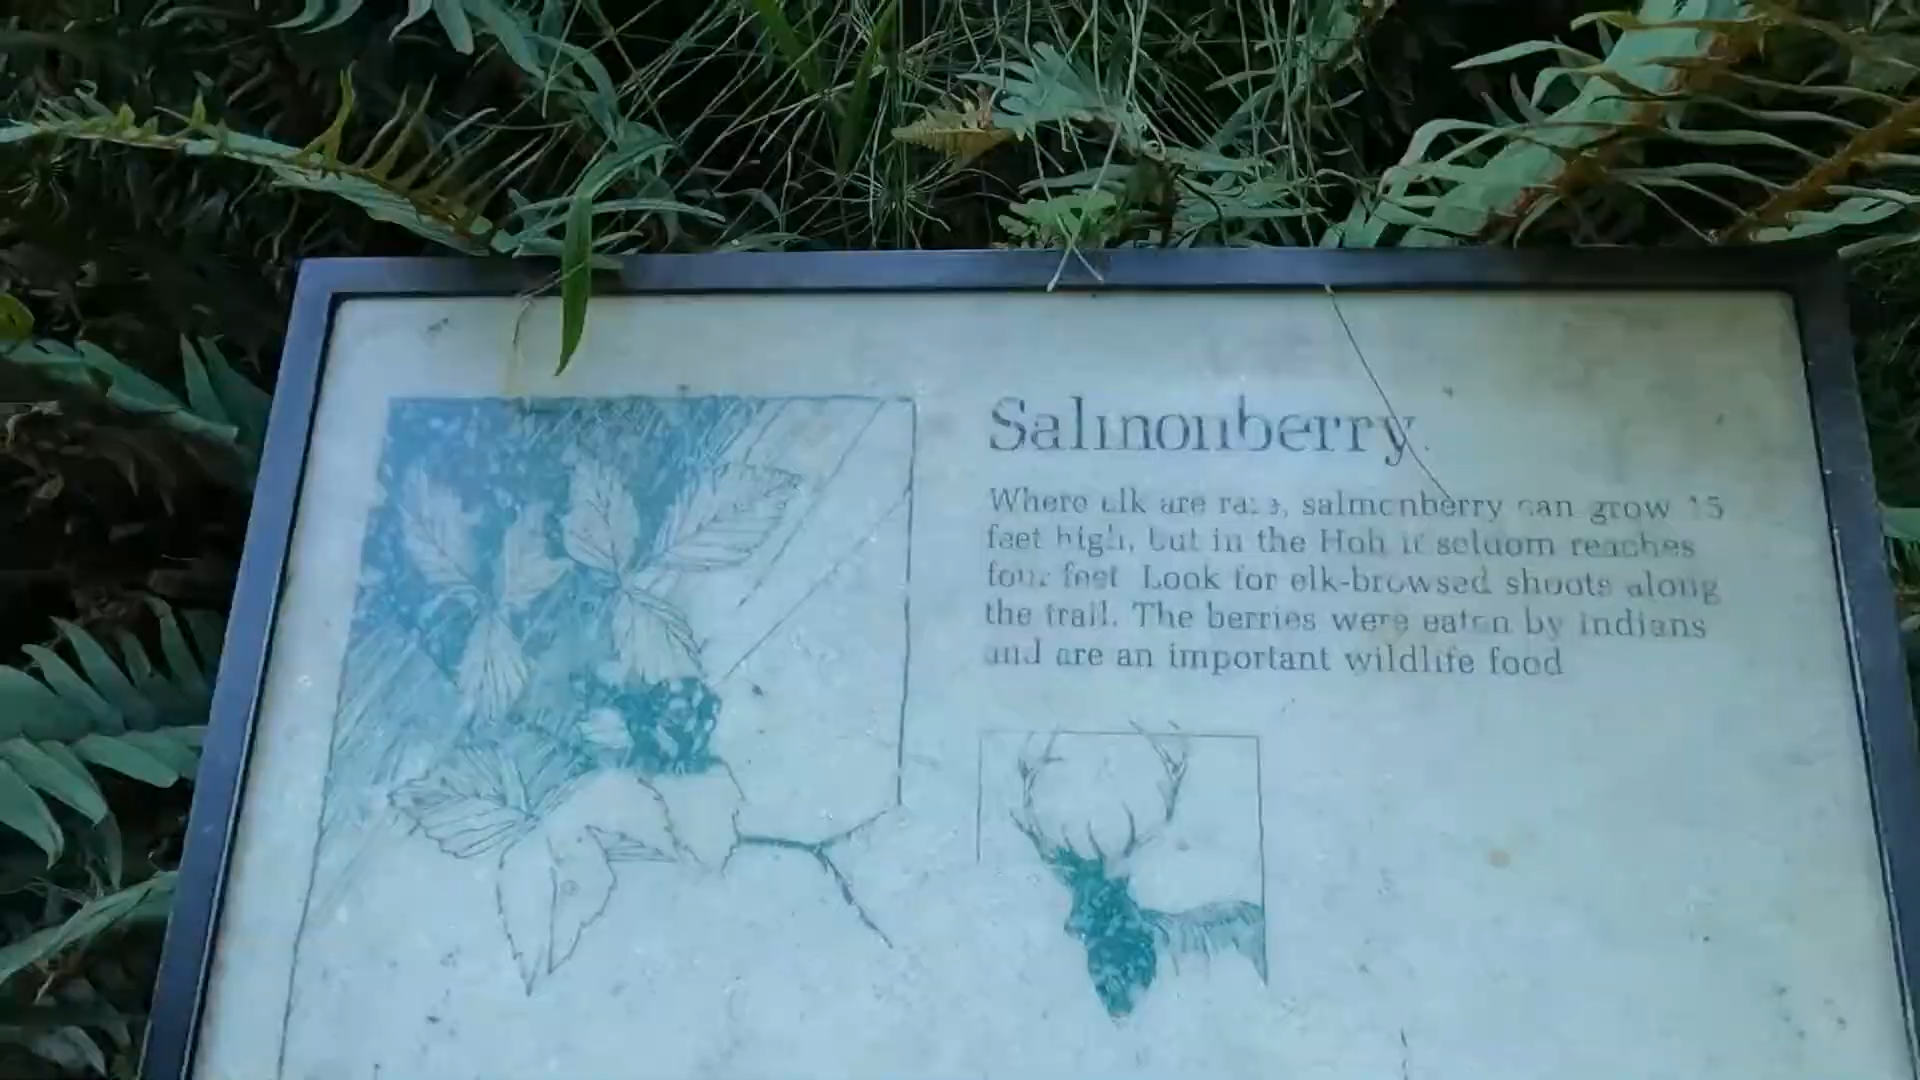 Salmonberry
Where elk are rare, salmonberry can grow 15
feet high, but in the Hoh it seldom reaches
four feet. Look for elk-browsed shoots along
the trail. The berries were eaten by indians
and are an important wildlife food